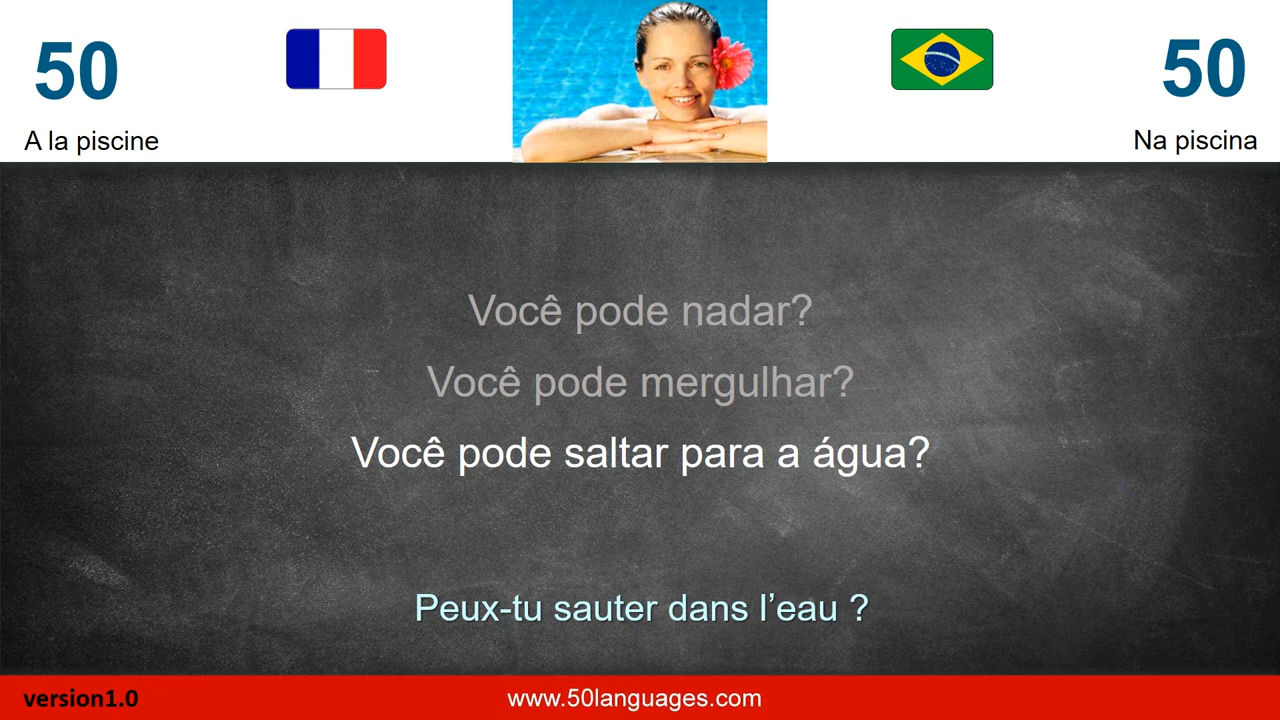 50
50
A la piscine
Na piscina
Você pode nadar?
Você pode mergulhar?
Você pode saltar para a água?
Peux-tu sauter dans l’eau ?
version1.0
www.50languages.com